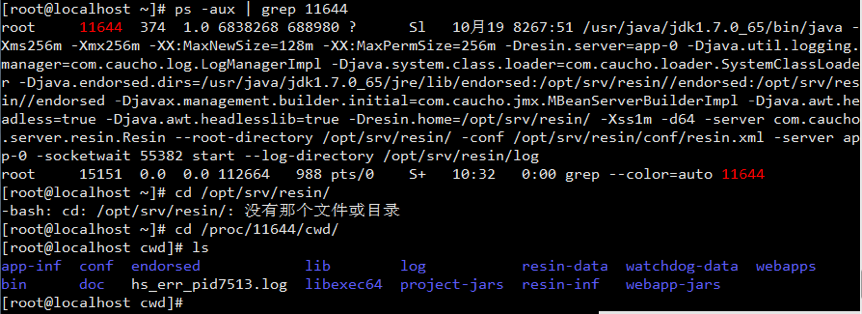 [root@localhost ~]# ps -aux | grep 11644
root     11644  374  1.0 6838268 688980 ?      Sl   10月19 8267:51 /usr/java/jdk1.7.0_65/bin/java -
Xms256m -Xmx256m -XX:MaxNewSize=128m -XX:MaxPermSize=256m -Dresin.server=app-0 -Djava.util.logging.
manager=com.caucho.log.LogManagerImpl -Djava.system.class.loader=com.caucho.loader.SystemClassLoade
r -Djava.endorsed.dirs=/usr/java/jdk1.7.0_65/jre/lib/endorsed:/opt/srv/resin//endorsed:/opt/srv/res
in//endorsed -Djavax.management.builder.initial=com.caucho.jmx.MBeanServerBuilderImpl -Djava.awt.he
adless=true -Djava.awt.headlesslib=true -Dresin.home=/opt/srv/resin/ -Xss1m -d64 -server com.caucho
.server.resin.Resin --root-directory /opt/srv/resin/ -conf /opt/srv/resin/conf/resin.xml -server ap
p-0 -socketwait 55382 start --log-directory /opt/srv/resin/log
root     15151  0.0  0.0 112664   988 pts/0    S+   10:32   0:00 grep --color=auto 11644
[root@localhost ~]# cd /opt/srv/resin/
-bash: cd: /opt/srv/resin/: 没有那个文件或目录
[root@localhost ~]# cd /proc/11644/cwd/
[root@localhost cwd]# ls
app-inf  conf  endorsed           lib        log           resin-data  watchdog-data  webapps
bin      doc   hs_err_pid7513.log  libexec64  project-jars  resin-inf   webapp-jars
[root@localhost cwd]#